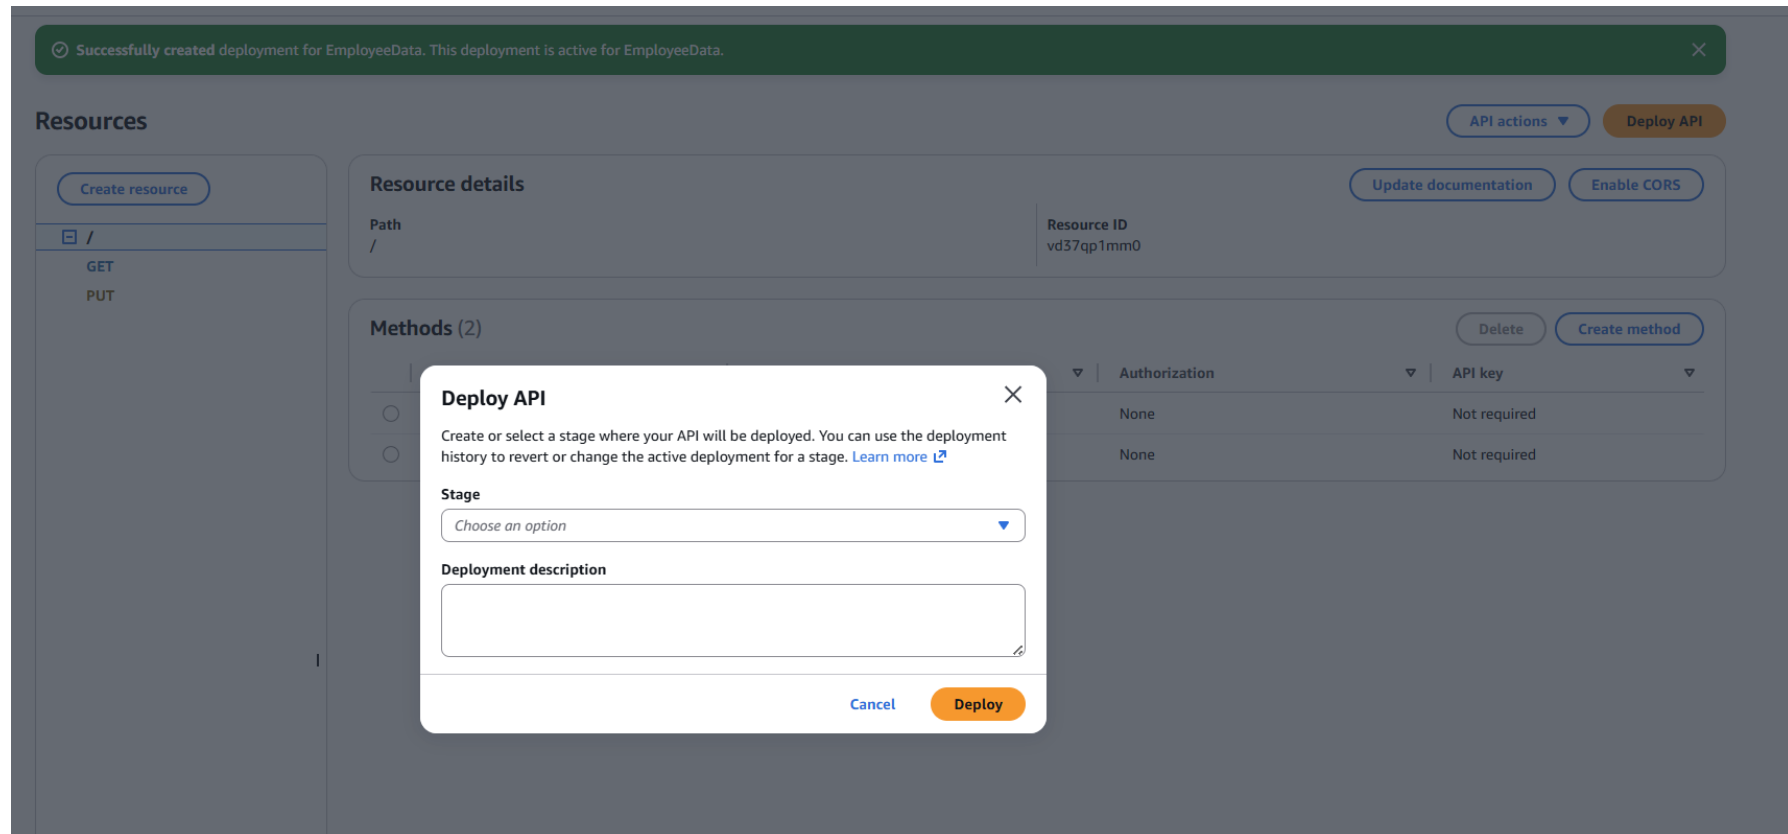 Successfully created deployment for EmployeeData. This deployment is active for EmployeeData.
Resources
API actions
Deploy API
Create resource
/
GET
PUT
Resource details
Update documentation
Enable CORS
Path
/
Resource ID
vd37qp1mm0
Methods (2)
Delete
Create method
Authorization
API key
None
Not required
None
Not required
Deploy API
Create or select a stage where your API will be deployed. You can use the deployment
history to revert or change the active deployment for a stage. Learn more
Stage
Choose an option
Deployment description
Cancel
Deploy